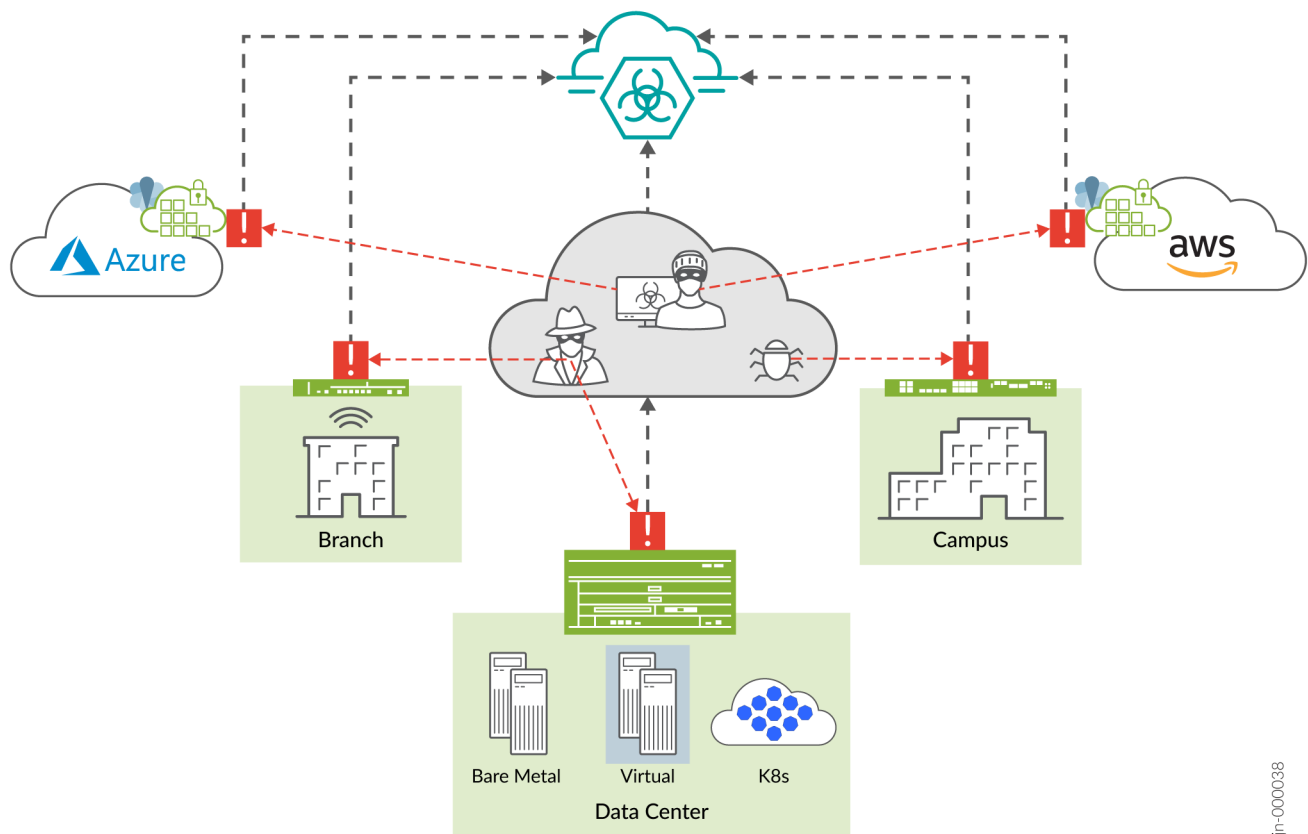 Azure
aws
Branch
Campus
Bare Metal
Virtual
K8s
Data Center
jn-000038